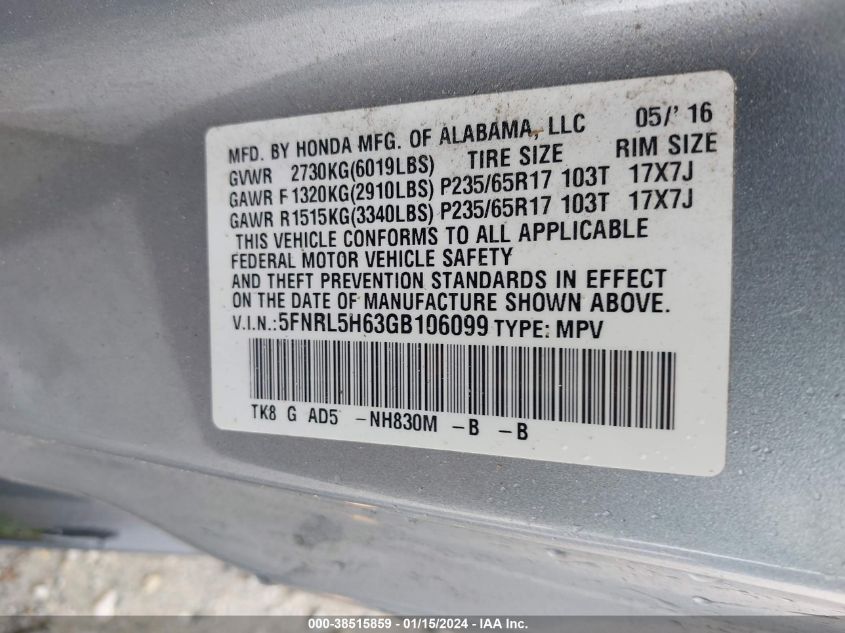 MFD. BY HONDA MFG. OF ALABAMA, LLC 05/' 16
GVWR 2730KG(6019LBS) TIRE SIZE RIM SIZE
GAWR F1320KG(2910LBS) P235/65R17 103T 17X7J
GAWR R1515KG(3340LBS) P235/65R17 103T 17X7J
THIS VEHICLE CONFORMS TO ALL APPLICABLE
FEDERAL MOTOR VEHICLE SAFETY
AND THEFT PREVENTION STANDARDS IN EFFECT
ON THE DATE OF MANUFACTURE SHOWN ABOVE.
V.I.N.:5FNRL5H63GB106099 TYPE: MPV
TK8 G AD5 -NH830M -B -B
000-38515859 - 01/15/2024 - IAA Inc.